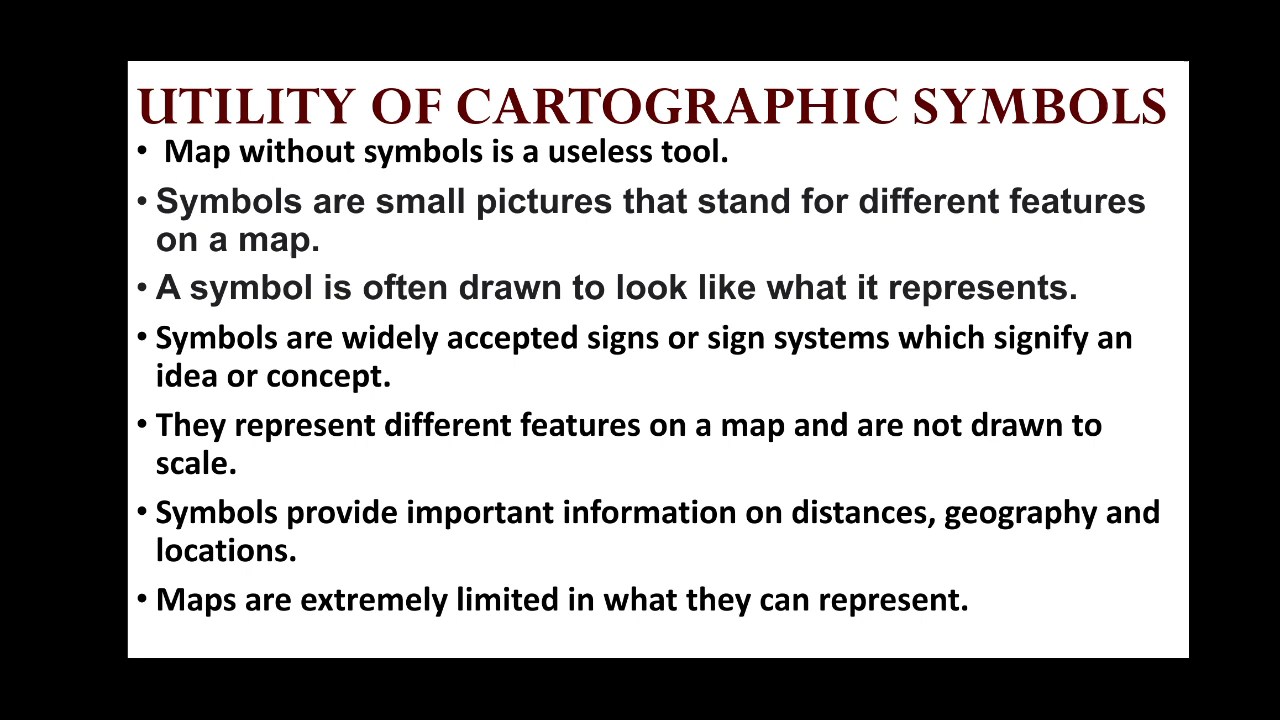 UTILITY OF CARTOGRAPHIC SYMBOLS
• Map without symbols is a useless tool.
• Symbols are small pictures that stand for different features
on a map.
• A symbol is often drawn to look like what it represents.
• Symbols are widely accepted signs or sign systems which signify an
idea or concept.
• They represent different features on a map and are not drawn to
scale.
• Symbols provide important information on distances, geography and
locations.
• Maps are extremely limited in what they can represent.